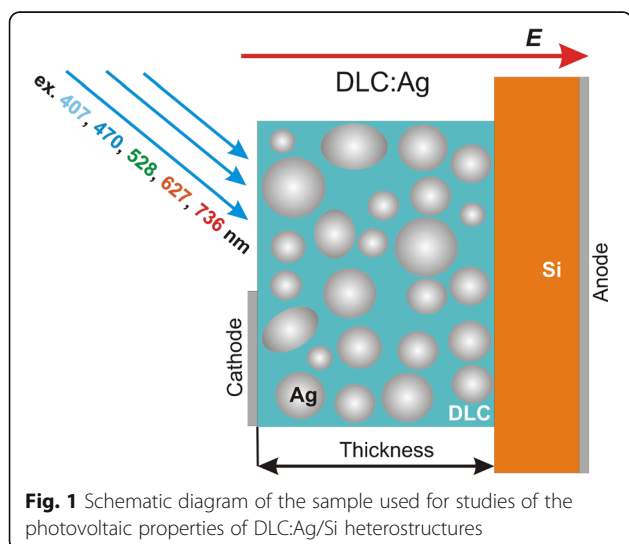 E
DLC:Ag
ex. 407, 470, 528, 627, 736 nm
Si
Anode
Cathode
Ag
DLC
Thickness
Fig. 1 Schematic diagram of the sample used for studies of the
photovoltaic properties of DLC:Ag/Si heterostructures